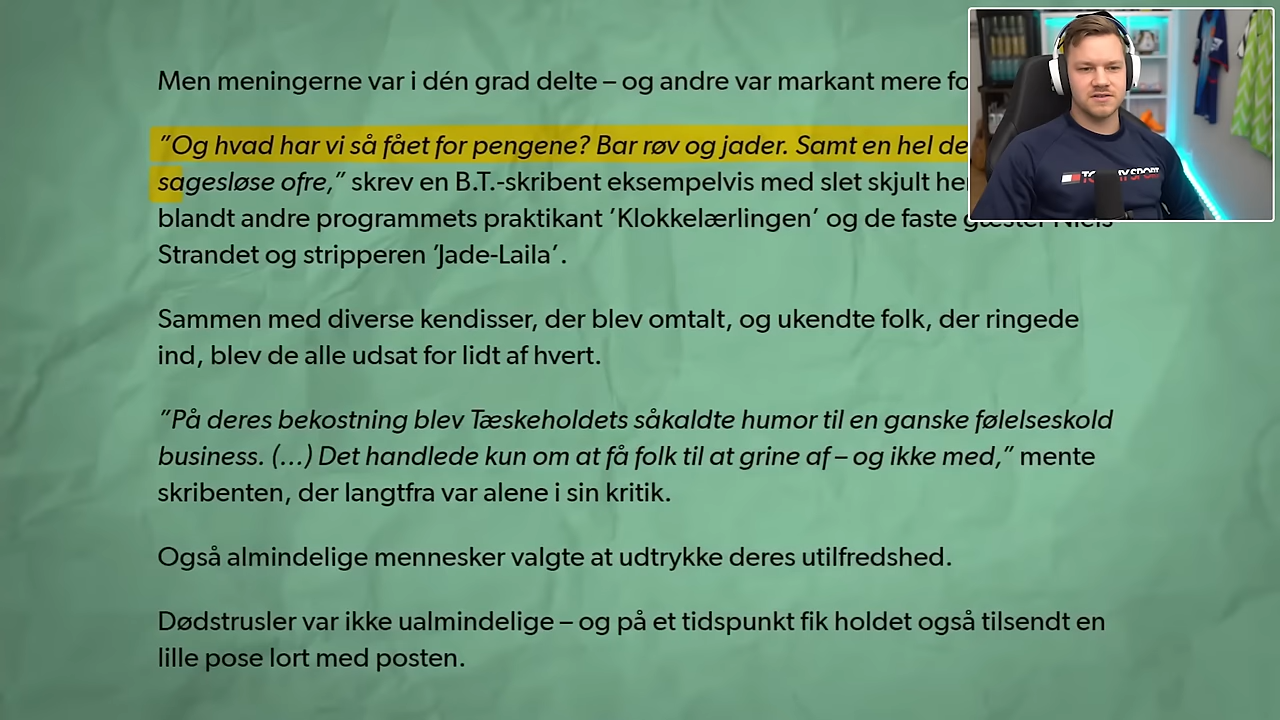 Men meningerne var i dén grad delte – og andre var markant mere
”Og hvad har vi så fået for pengene? Bar røv og jader. Samt en hel
sagesløse ofre,” skrev en B.T.-skribent eksempelvis med slet skjult
blandt andre programmets praktikant ’Klokkelærlingen’ og de faste gæster Niels
Strandet og stripperen ’Jade-Laila’.
Sammen med diverse kendisser, der blev omtalt, og ukendte folk, der ringede
ind, blev de alle udsat for lidt af hvert.
”På deres bekostning blev Tæskeholdets såkaldte humor til en ganske følelseskold
business. (...) Det handlede kun om at få folk til at grine af – og ikke med,” mente
skribenten, der langtfra var alene i sin kritik.
Også almindelige mennesker valgte at udtrykke deres utilfredshed.
Dødstrusler var ikke ualmindelige – og på et tidspunkt fik holdet også tilsendt en
lille pose lort med posten.